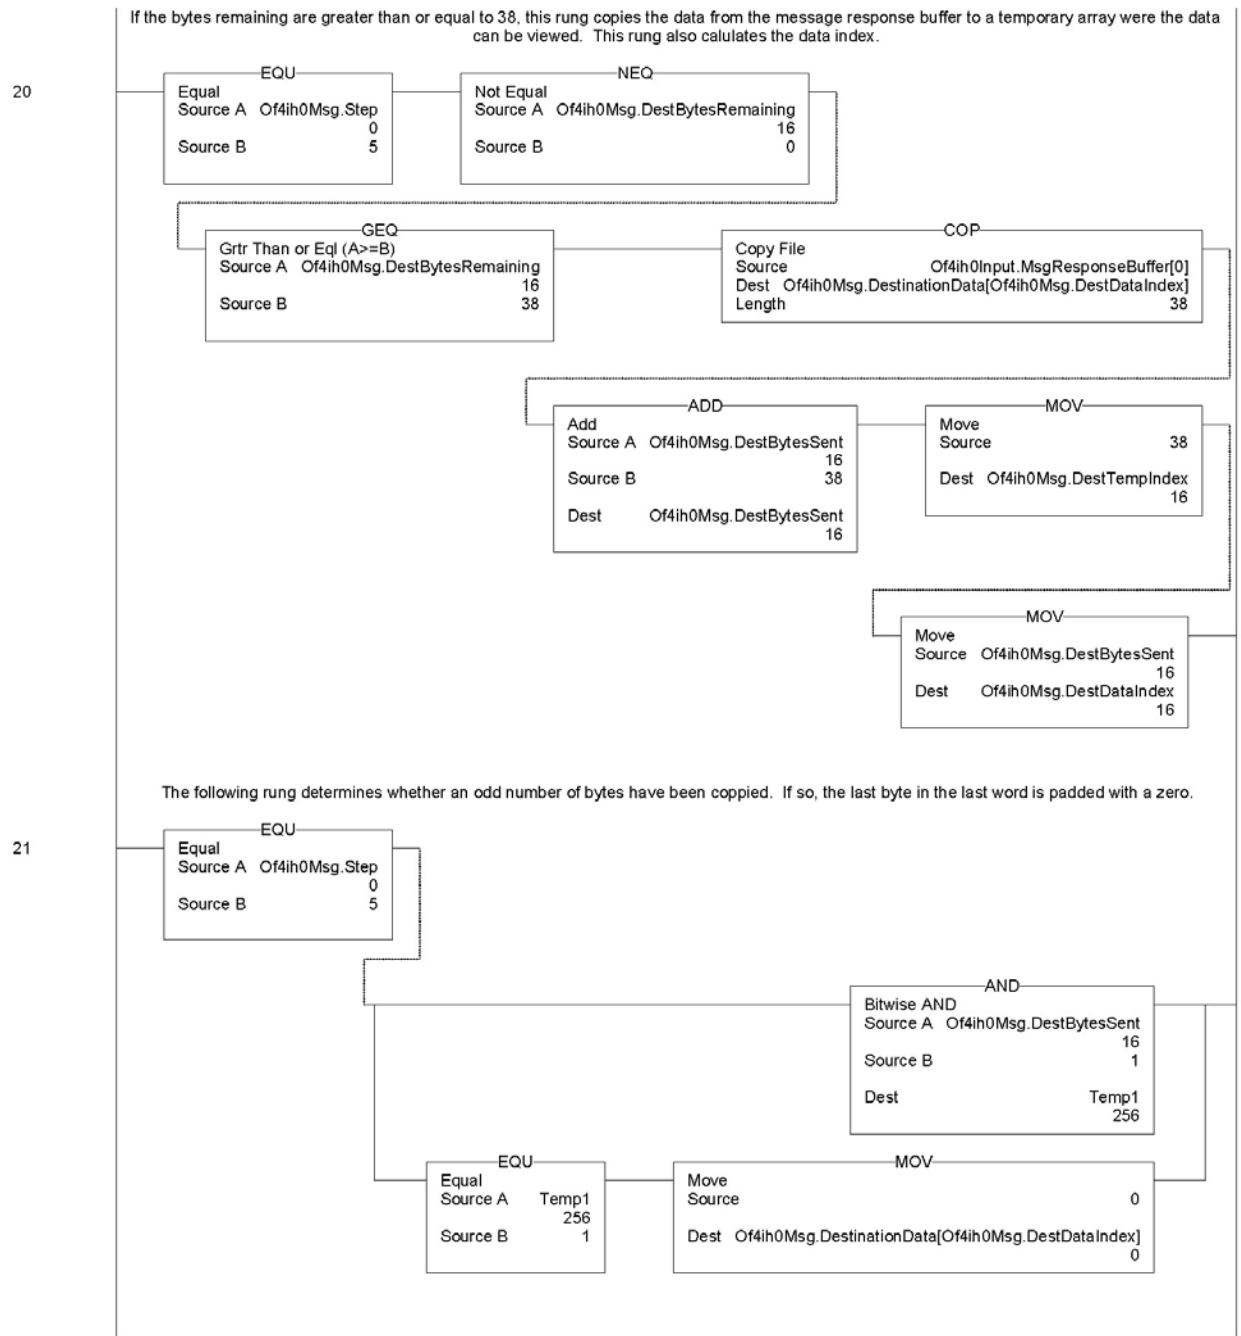 If the bytes remaining are greater than or equal to 38, this rung copies the data from the message response buffer to a temporary array were the data
can be viewed.  This rung also calulates the data index.
20
EQU
Equal
Source A Of4ih0Msg.Step
0
Source B 5
NEQ
Not Equal
Source A Of4ih0Msg.DestBytesRemaining
16
Source B 0
GEQ
Grtr Than or Eql (A>=B)
Source A Of4ih0Msg.DestBytesRemaining
16
Source B 38
COP
Copy File
Source Of4ih0Input.MsgResponseBuffer[0]
Dest Of4ih0Msg.DestinationData[Of4ih0Msg.DestDataIndex]
Length 38
ADD
Add
Source A Of4ih0Msg.DestBytesSent
16
Source B 38
Dest Of4ih0Msg.DestBytesSent
16
MOV
Move
Source 38
Dest Of4ih0Msg.DestTempIndex
16
MOV
Move
Source Of4ih0Msg.DestBytesSent
16
Dest Of4ih0Msg.DestDataIndex
16
The following rung determines whether an odd number of bytes have been coppied.  If so, the last byte in the last word is padded with a zero.
21
EQU
Equal
Source A Of4ih0Msg.Step
0
Source B 5
AND
Bitwise AND
Source A Of4ih0Msg.DestBytesSent
16
Source B 1
Dest Temp1
256
EQU
Equal
Source A Temp1
256
Source B 1
MOV
Move
Source 0
Dest Of4ih0Msg.DestinationData[Of4ih0Msg.DestDataIndex]
0